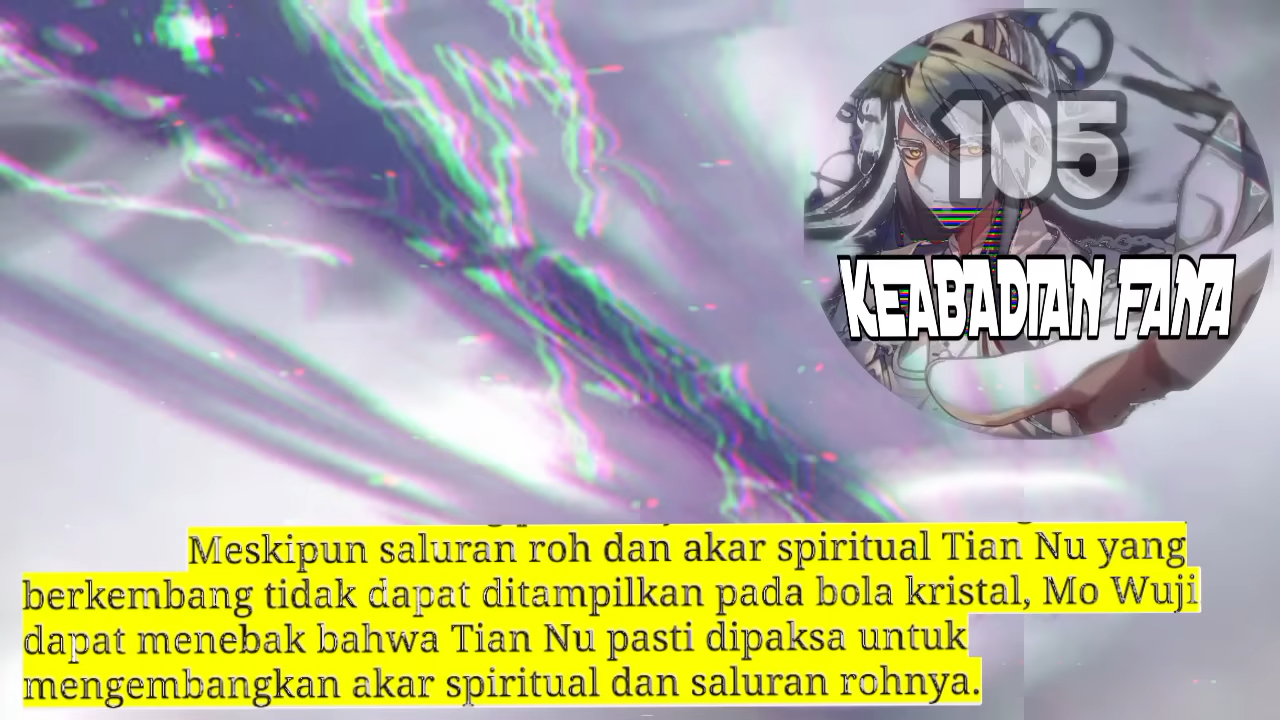 105
KEABADIAN FANA
Meskipun saluran roh dan akar spiritual Tian Nu yang
berkembang tidak dapat ditampilkan pada bola kristal, Mo Wuji
dapat menebak bahwa Tian Nu pasti dipaksa untuk
mengembangkan akar spiritual dan saluran rohnya.